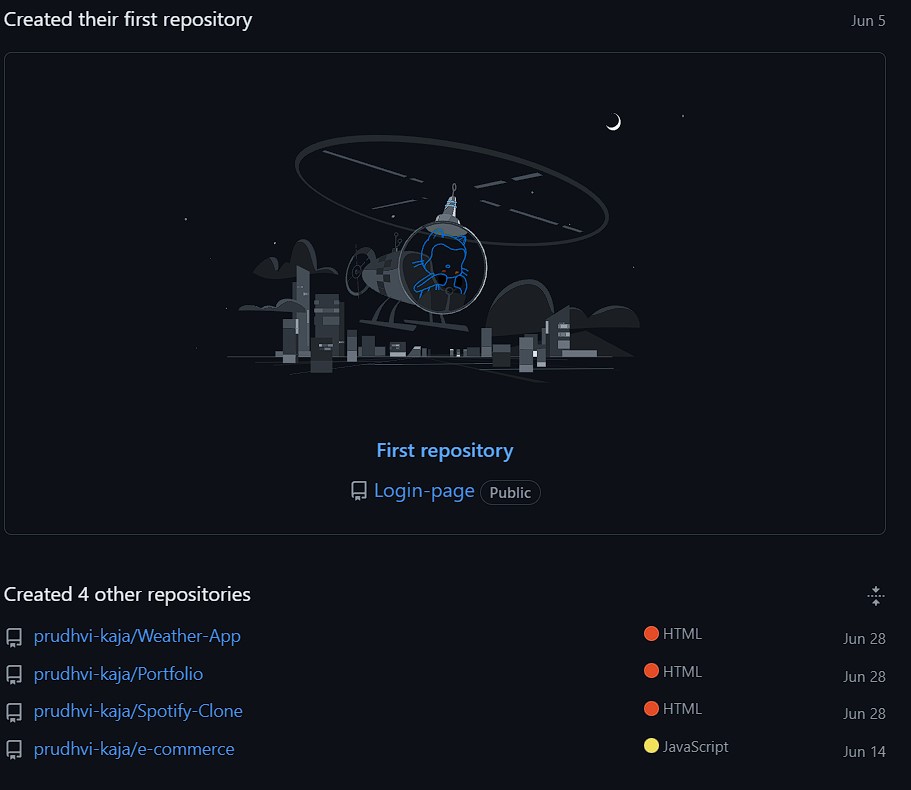 Created their first repository Jun 5
First repository
Login-page Public
Created 4 other repositories
prudhvi-kaja/Weather-App HTML Jun 28
prudhvi-kaja/Portfolio HTML Jun 28
prudhvi-kaja/Spotify-Clone HTML Jun 28
prudhvi-kaja/e-commerce JavaScript Jun 14